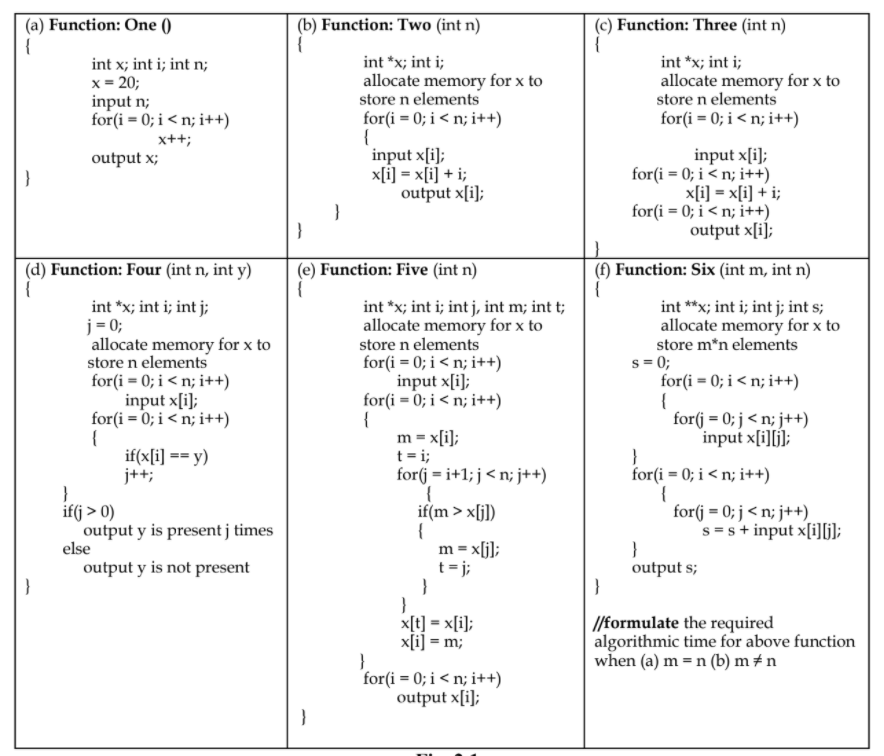 (a) Function: One ()
{
int x; int i; int n;
x = 20;
input n;
for(i = 0; i < n; i++)
x++;
output x;
}
(b) Function: Two (int n)
{
int *x; int i;
allocate memory for x to
store n elements
for(i = 0; i < n; i++)
{
input x[i];
x[i] = x[i] + i;
output x[i];
}
}
(c) Function: Three (int n)
{
int *x; int i;
allocate memory for x to
store n elements
for(i = 0; i < n; i++)
input x[i];
for(i = 0; i < n; i++)
x[i] = x[i] + i;
for(i = 0; i < n; i++)
output x[i];
}
(d) Function: Four (int n, int y)
{
int *x; int i; int j;
j = 0;
allocate memory for x to
store n elements
for(i = 0; i < n; i++)
input x[i];
for(i = 0; i < n; i++)
{
if(x[i] == y)
j++;
}
if(j > 0)
output y is present j times
else
output y is not present
}
(e) Function: Five (int n)
{
int *x; int i; int j, int m; int t;
allocate memory for x to
store n elements
for(i = 0; i < n; i++)
input x[i];
for(i = 0; i < n; i++)
{
m = x[i];
t = i;
for(j = i+1; j < n; j++)
{
if(m > x[j])
{
m = x[j];
t = j;
}
}
x[t] = x[i];
x[i] = m;
}
for(i = 0; i < n; i++)
output x[i];
}
(f) Function: Six (int m, int n)
{
int **x; int i; int j; int s;
allocate memory for x to
store m*n elements
s = 0;
for(i = 0; i < n; i++)
{
for(j = 0; j < n; j++)
input x[i][j];
}
for(i = 0; i < n; i++)
{
for(j = 0; j < n; j++)
s = s + input x[i][j];
}
output s;
}
//formulate the required
algorithmic time for above function
when (a) m = n (b) m ≠ n